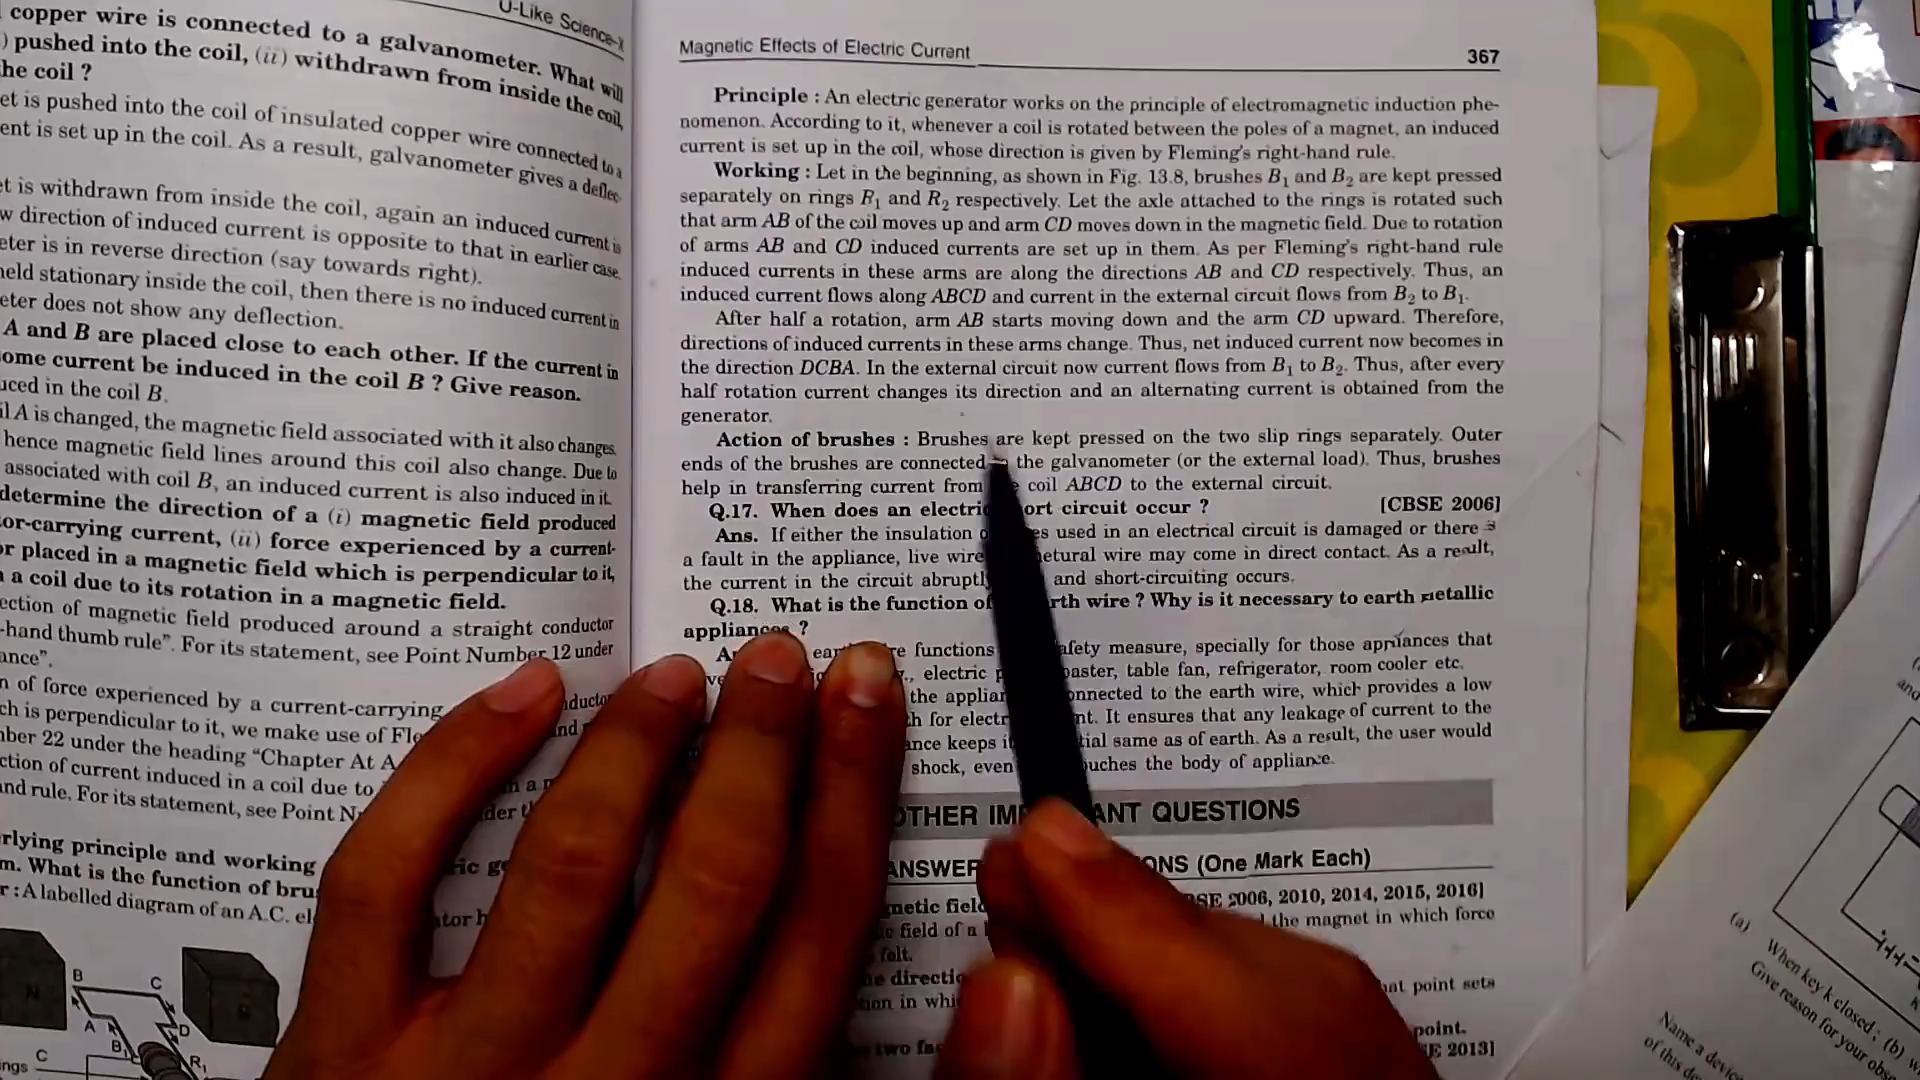 U-Like Science-X
copper wire is connected to a galvanometer. What will
) pushed into the coil, (ii) withdrawn from inside the coil,
he coil ?
et is pushed into the coil of insulated copper wire connected to a
ent is set up in the coil. As a result, galvanometer gives a deflec-
et is withdrawn from inside the coil, again an induced current is
w direction of induced current is opposite to that in earlier case.
eter is in reverse direction (say towards right).
held stationary inside the coil, then there is no induced current in
eter does not show any deflection.
A and B are placed close to each other. If the current in
ome current be induced in the coil B ? Give reason.
uced in the coil B.
il A is changed, the magnetic field associated with it also changes.
hence magnetic field lines around this coil also change. Due to
associated with coil B, an induced current is also induced in it.
determine the direction of a (i) magnetic field produced
or-carrying current, (ii) force experienced by a current-
r placed in a magnetic field which is perpendicular to it,
a coil due to its rotation in a magnetic field.
ection of magnetic field produced around a straight conductor
-hand thumb rule”. For its statement, see Point Number 12 under
ance”.
n of force experienced by a current-carrying
ch is perpendicular to it, we make use of
ber 22 under the heading “Chapter At A
ction of current induced in a coil due to
and rule. For its statement, see Point
rlying principle and working
m. What is the function of
r : A labelled diagram of an A.C.
N
B
C
A
D
B1
R1
C
ngs
Magnetic Effects of Electric Current 367
Principle : An electric generator works on the principle of electromagnetic induction phe-
nomenon. According to it, whenever a coil is rotated between the poles of a magnet, an induced
current is set up in the coil, whose direction is given by Fleming's right-hand rule.
Working : Let in the beginning, as shown in Fig. 13.8, brushes B1 and B2 are kept pressed
separately on rings R1 and R2 respectively. Let the axle attached to the rings is rotated such
that arm AB of the coil moves up and arm CD moves down in the magnetic field. Due to rotation
of arms AB and CD induced currents are set up in them. As per Fleming's right-hand rule
induced currents in these arms are along the directions AB and CD respectively. Thus, an
induced current flows along ABCD and current in the external circuit flows from B2 to B1.
After half a rotation, arm AB starts moving down and the arm CD upward. Therefore,
directions of induced currents in these arms change. Thus, net induced current now becomes in
the direction DCBA. In the external circuit now current flows from B1 to B2. Thus, after every
half rotation current changes its direction and an alternating current is obtained from the
generator.
Action of brushes : Brushes are kept pressed on the two slip rings separately. Outer
ends of the brushes are connected the galvanometer (or the external load). Thus, brushes
help in transferring current from coil ABCD to the external circuit.
Q.17. When does an electric ort circuit occur ? [CBSE 2006]
Ans. If either the insulation used in an electrical circuit is damaged or there
a fault in the appliance, live wire netural wire may come in direct contact. As a result,
the current in the circuit abruptly and short-circuiting occurs.
Q.18. What is the function of rth wire ? Why is it necessary to earth metallic
appliances ?
functions afety measure, specially for those appliances that
electric oaster, table fan, refrigerator, room cooler etc.
the applian onnected to the earth wire, which provides a low
for electr nt. It ensures that any leakage of current to the
ance keeps tial same as of earth. As a result, the user would
shock, even ouches the body of appliance.
OTHER IMP ANT QUESTIONS
ANSWER ONS (One Mark Each)
SE 2006, 2010, 2014, 2015, 2016]
netic field the magnet in which force
field of a
felt.
directio at point sets
tion in
point.
two E 2013]
and
(a) When key k closed ; (b)
Give reason for your obs
Name a device
of this